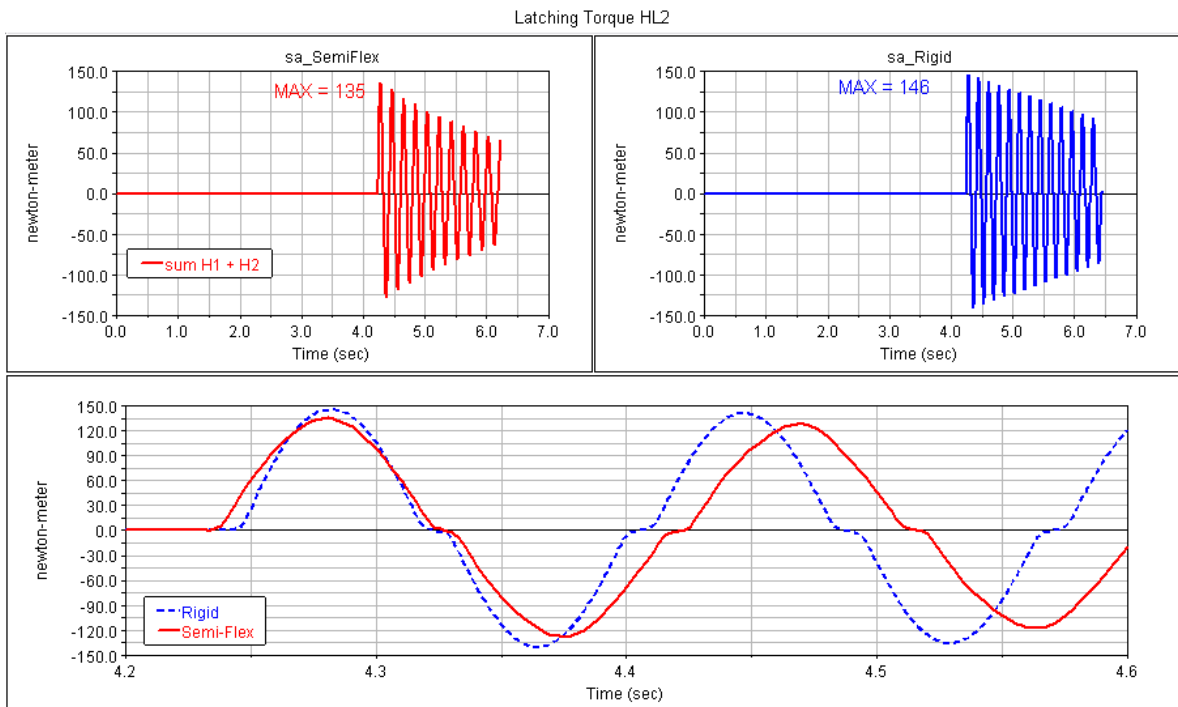 Latching Torque HL2
sa_SemiFlex
150.0
100.0
50.0
0.0
-50.0
-100.0
-150.0
newton-meter
MAX = 135
sum H1 + H2
0.0 1.0 2.0 3.0 4.0 5.0 6.0 7.0
Time (sec)
sa_Rigid
150.0
100.0
50.0
0.0
-50.0
-100.0
-150.0
newton-meter
MAX = 146
0.0 1.0 2.0 3.0 4.0 5.0 6.0 7.0
Time (sec)
150.0
120.0
90.0
60.0
30.0
0.0
-30.0
-60.0
-90.0
-120.0
-150.0
newton-meter
Rigid
Semi-Flex
4.2 4.3 4.4 4.5 4.6
Time (sec)